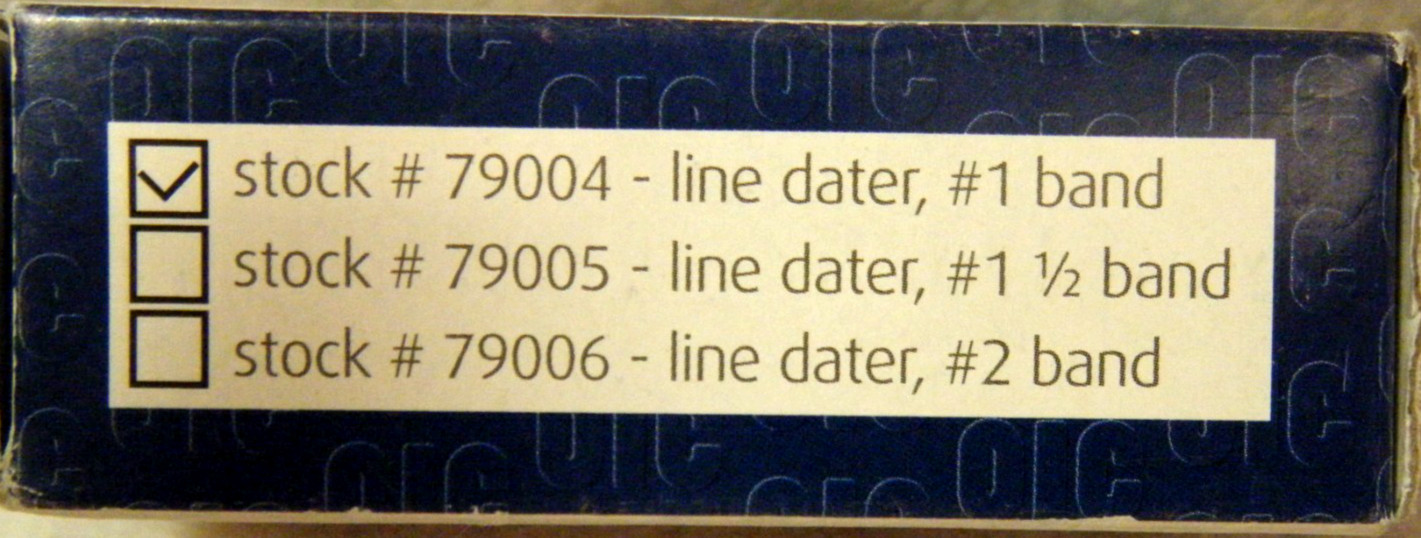 stock # 79004 - line dater, #1 band
stock # 79005 - line dater, #1 ½ band
stock # 79006 - line dater, #2 band